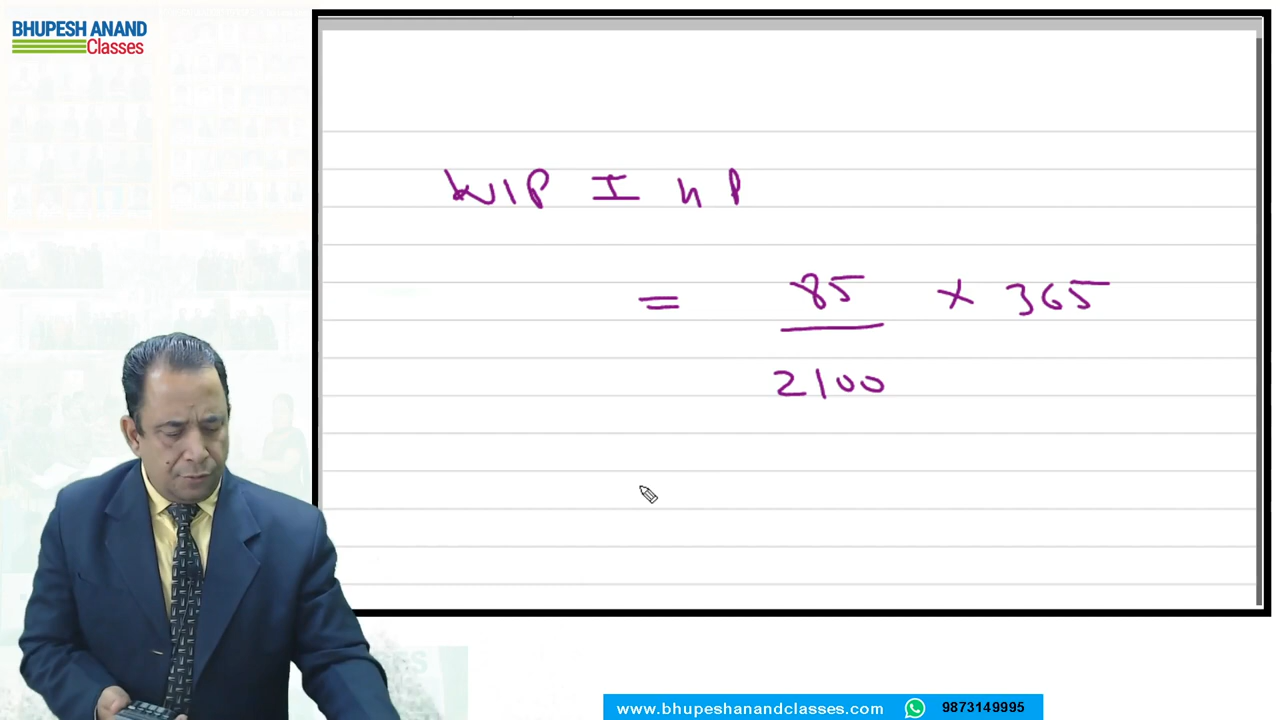 BHUPESH ANAND
Classes
WIP I h P
= 85 × 365
2100
www.bhupeshanandclasses.com 9873149995